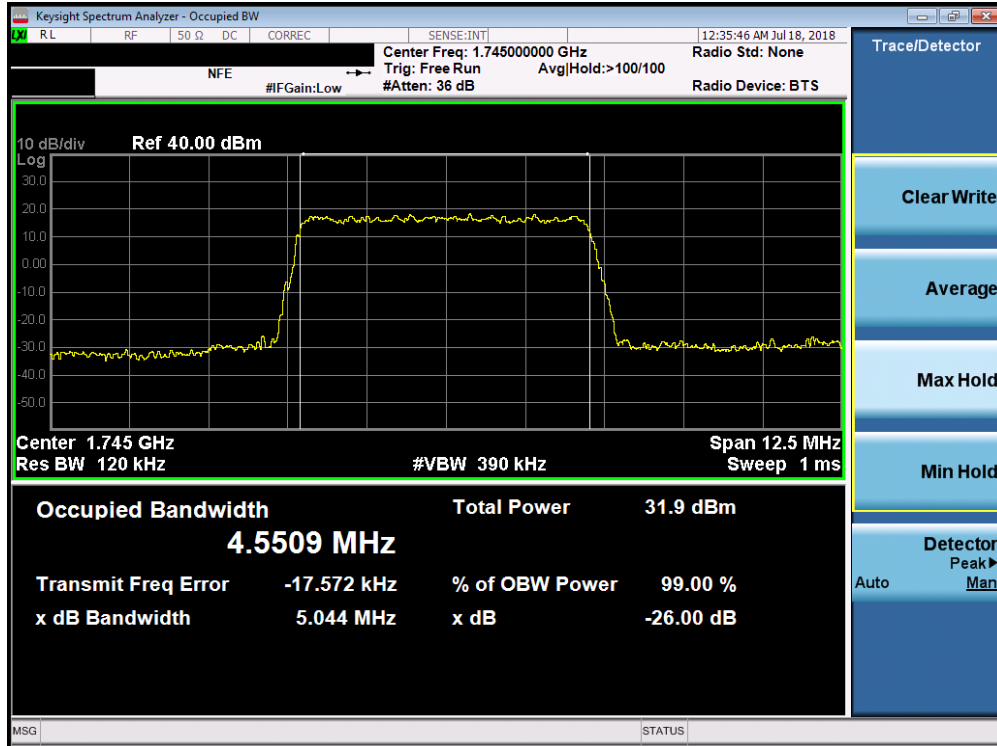 Keysight Spectrum Analyzer - Occupied BW
LXI RL RF 50 Ω DC CORREC SENSE:INT 12:35:46 AM Jul 18, 2018
Center Freq: 1.745000000 GHz Radio Std: None
NFE Trig: Free Run Avg|Hold:>100/100
#IFGain:Low #Atten: 36 dB Radio Device: BTS
Trace/Detector
10 dB/div Ref 40.00 dBm
Log
30.0
20.0
10.0
0.00
-10.0
-20.0
-30.0
-40.0
-50.0
Center 1.745 GHz Span 12.5 MHz
Res BW 120 kHz #VBW 390 kHz Sweep 1 ms
Occupied Bandwidth Total Power 31.9 dBm
4.5509 MHz
Transmit Freq Error -17.572 kHz % of OBW Power 99.00 %
x dB Bandwidth 5.044 MHz x dB -26.00 dB
Clear Write
Average
Max Hold
Min Hold
Detector
Peak▶
Auto Man
MSG STATUS